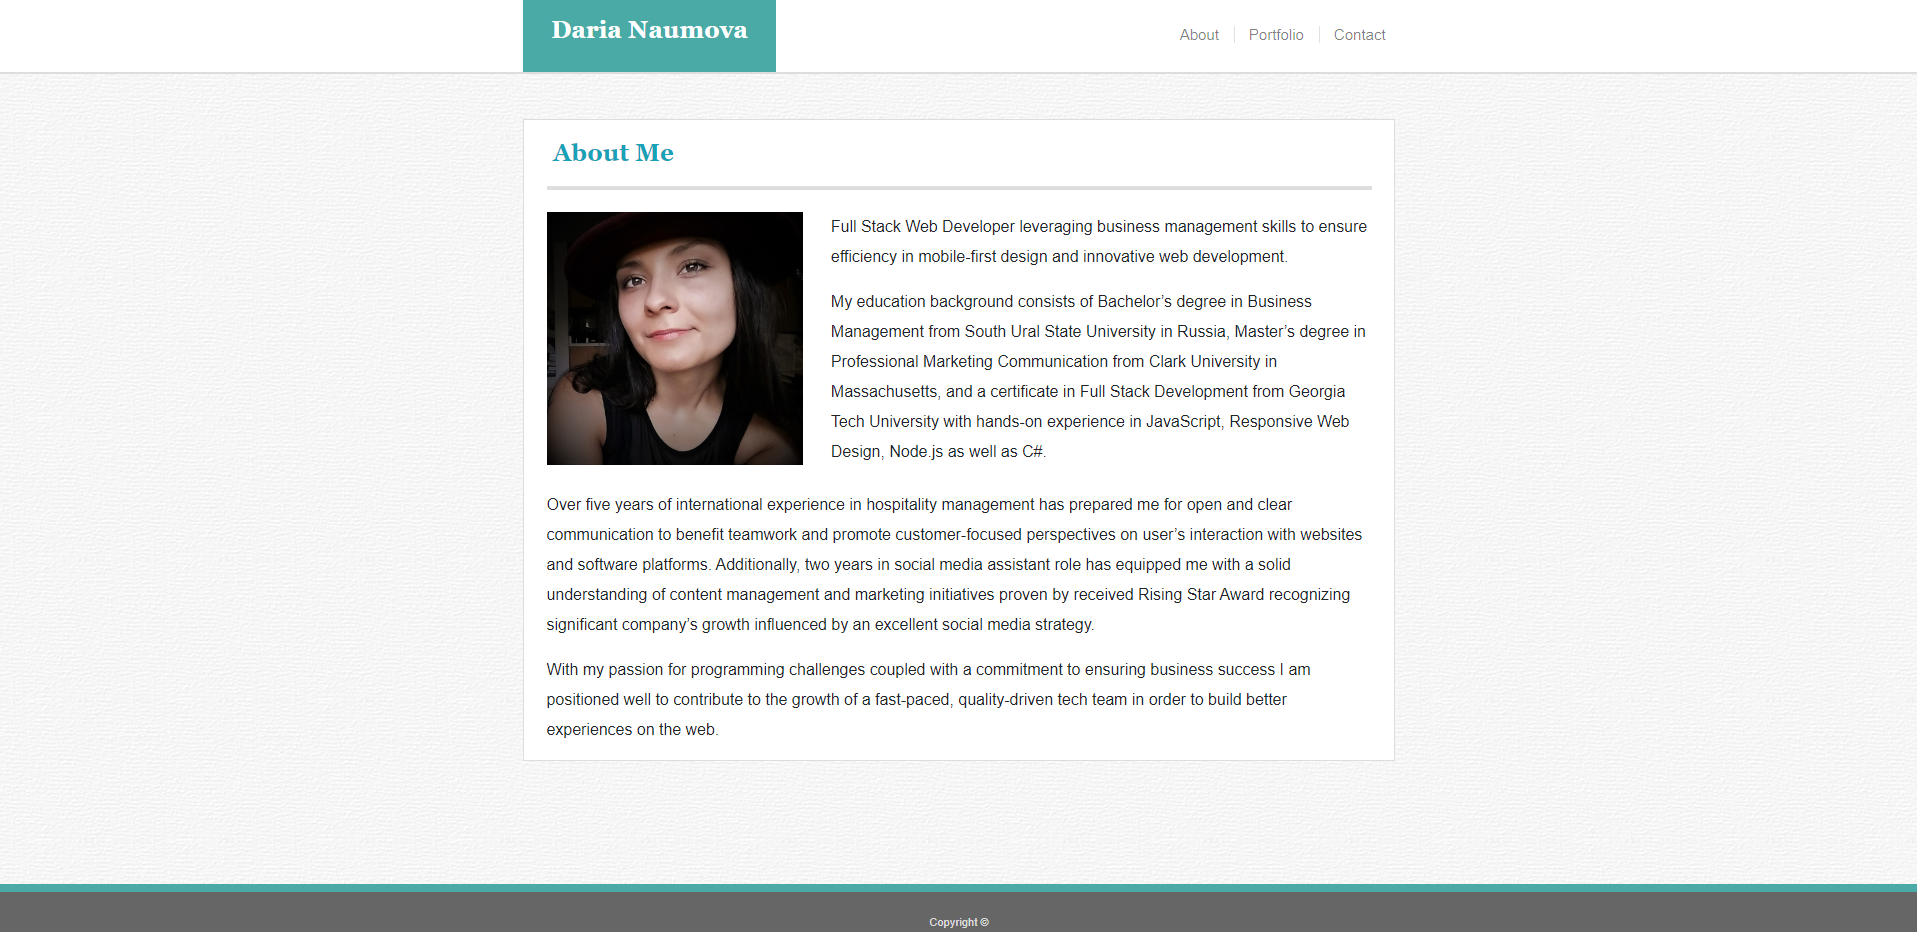 Daria Naumova
About
Portfolio
Contact
About Me
Full Stack Web Developer leveraging business management skills to ensure
efficiency in mobile-first design and innovative web development.
My education background consists of Bachelor’s degree in Business
Management from South Ural State University in Russia, Master’s degree in
Professional Marketing Communication from Clark University in
Massachusetts, and a certificate in Full Stack Development from Georgia
Tech University with hands-on experience in JavaScript, Responsive Web
Design, Node.js as well as C#.
Over five years of international experience in hospitality management has prepared me for open and clear
communication to benefit teamwork and promote customer-focused perspectives on user’s interaction with websites
and software platforms. Additionally, two years in social media assistant role has equipped me with a solid
understanding of content management and marketing initiatives proven by received Rising Star Award recognizing
significant company’s growth influenced by an excellent social media strategy.
With my passion for programming challenges coupled with a commitment to ensuring business success I am
positioned well to contribute to the growth of a fast-paced, quality-driven tech team in order to build better
experiences on the web.
Copyright ©